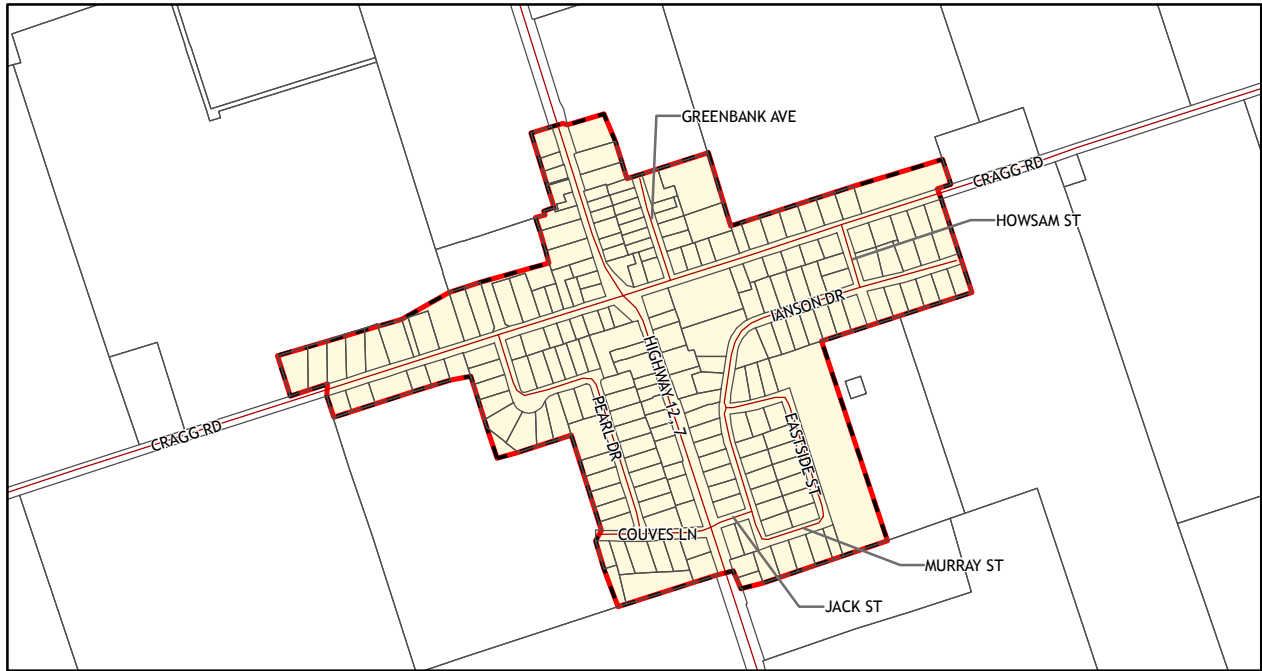 GREENBANK AVE
CRAGG RD
HOWSAM ST
IANSON DR
HIGHWAY 12, 7
PEARL DR
EASTSIDE ST
CRAGG RD
COUVES LN
MURRAY ST
JACK ST